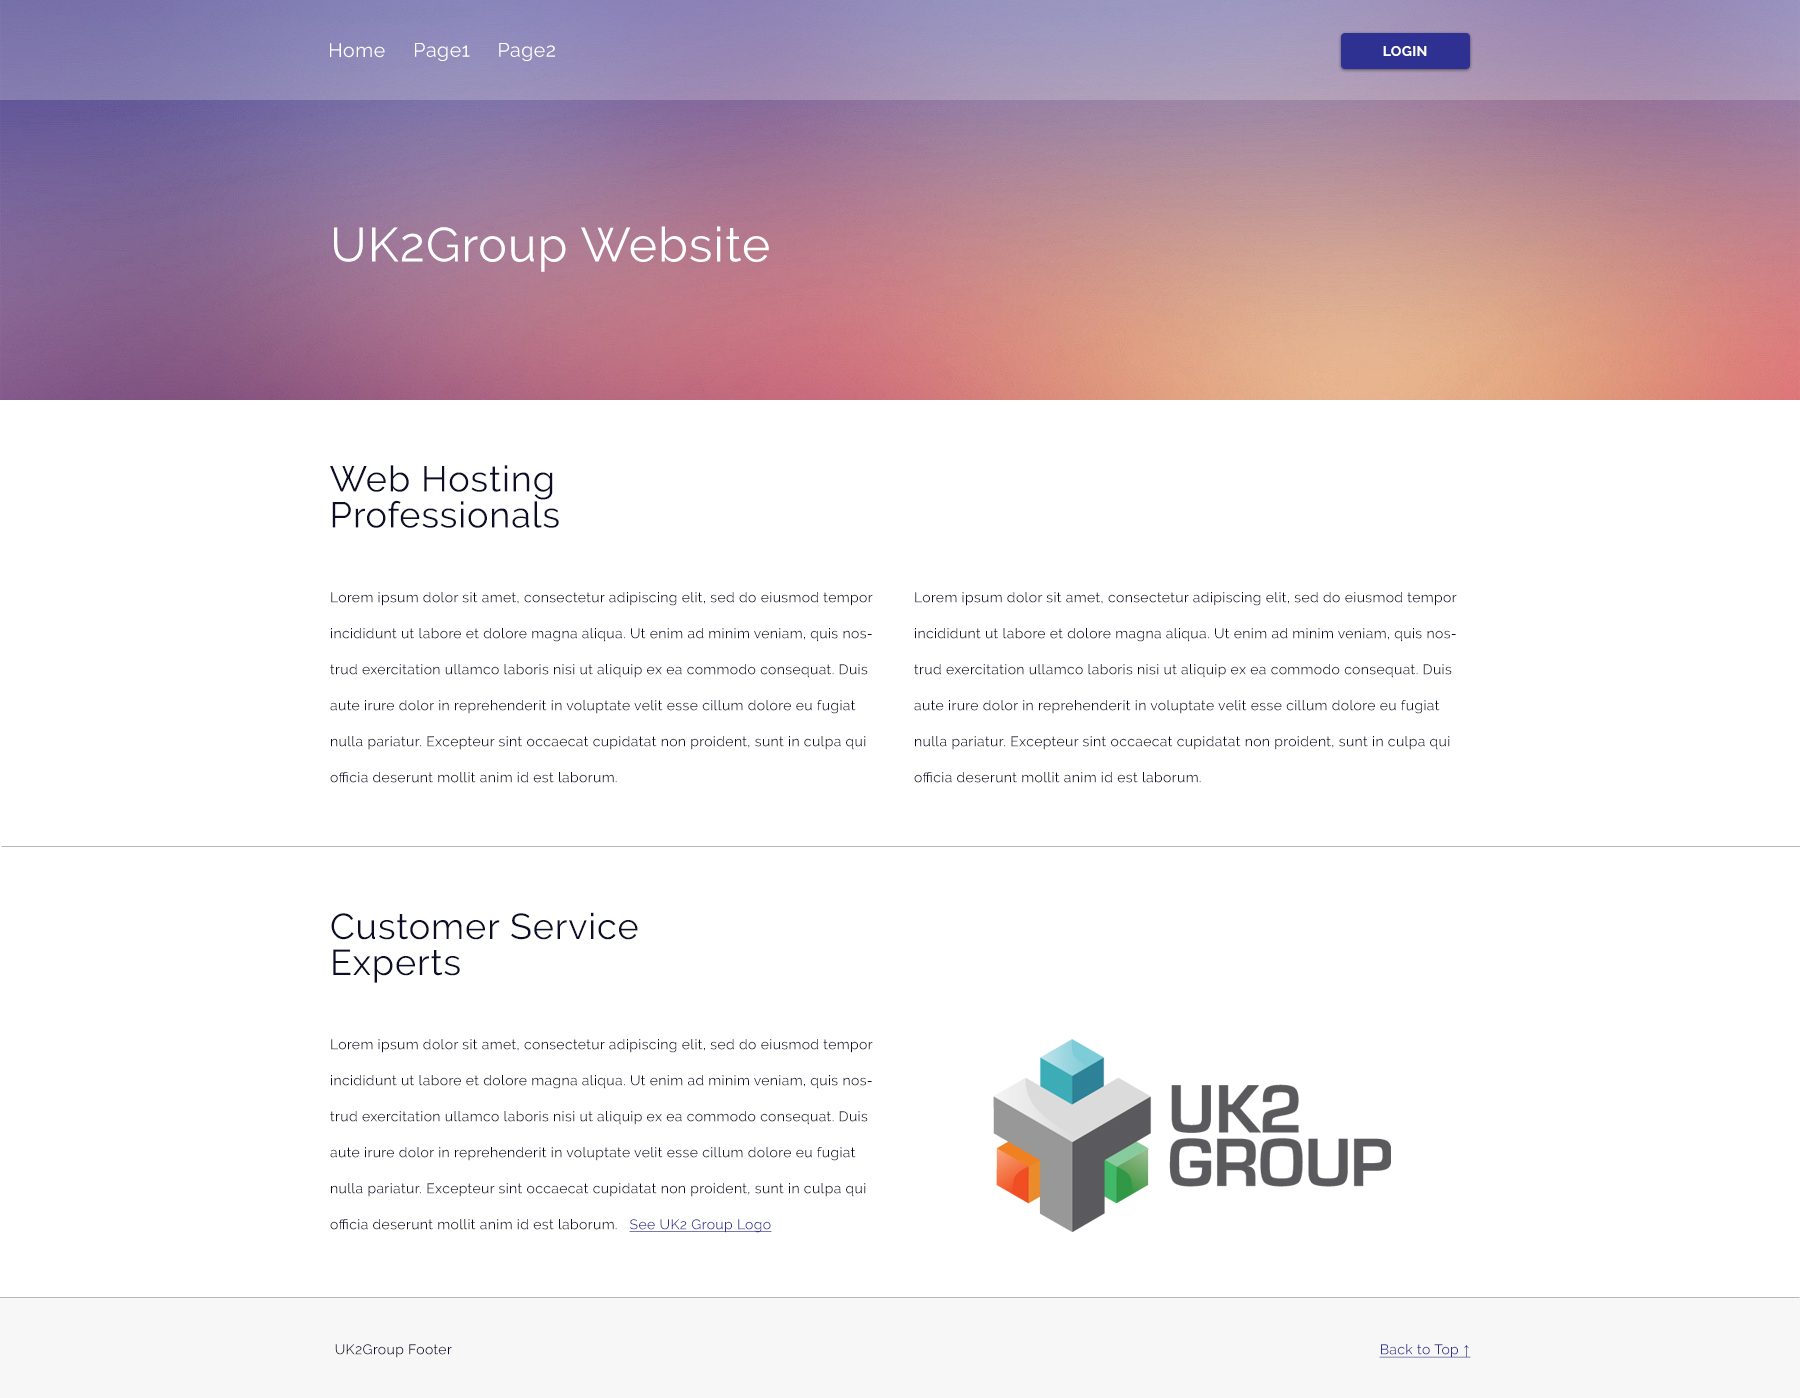 Home Page1 Page2 LOGIN
UK2Group Website
Web Hosting
Professionals
Lorem ipsum dolor sit amet, consectetur adipiscing elit, sed do eiusmod tempor
incididunt ut labore et dolore magna aliqua. Ut enim ad minim veniam, quis nos-
trud exercitation ullamco laboris nisi ut aliquip ex ea commodo consequat. Duis
aute irure dolor in reprehenderit in voluptate velit esse cillum dolore eu fugiat
nulla pariatur. Excepteur sint occaecat cupidatat non proident, sunt in culpa qui
officia deserunt mollit anim id est laborum.
Lorem ipsum dolor sit amet, consectetur adipiscing elit, sed do eiusmod tempor
incididunt ut labore et dolore magna aliqua. Ut enim ad minim veniam, quis nos-
trud exercitation ullamco laboris nisi ut aliquip ex ea commodo consequat. Duis
aute irure dolor in reprehenderit in voluptate velit esse cillum dolore eu fugiat
nulla pariatur. Excepteur sint occaecat cupidatat non proident, sunt in culpa qui
officia deserunt mollit anim id est laborum.
Customer Service
Experts
Lorem ipsum dolor sit amet, consectetur adipiscing elit, sed do eiusmod tempor
incididunt ut labore et dolore magna aliqua. Ut enim ad minim veniam, quis nos-
trud exercitation ullamco laboris nisi ut aliquip ex ea commodo consequat. Duis
aute irure dolor in reprehenderit in voluptate velit esse cillum dolore eu fugiat
nulla pariatur. Excepteur sint occaecat cupidatat non proident, sunt in culpa qui
officia deserunt mollit anim id est laborum. See UK2 Group Logo
UK2
GROUP
UK2Group Footer Back to Top ↑